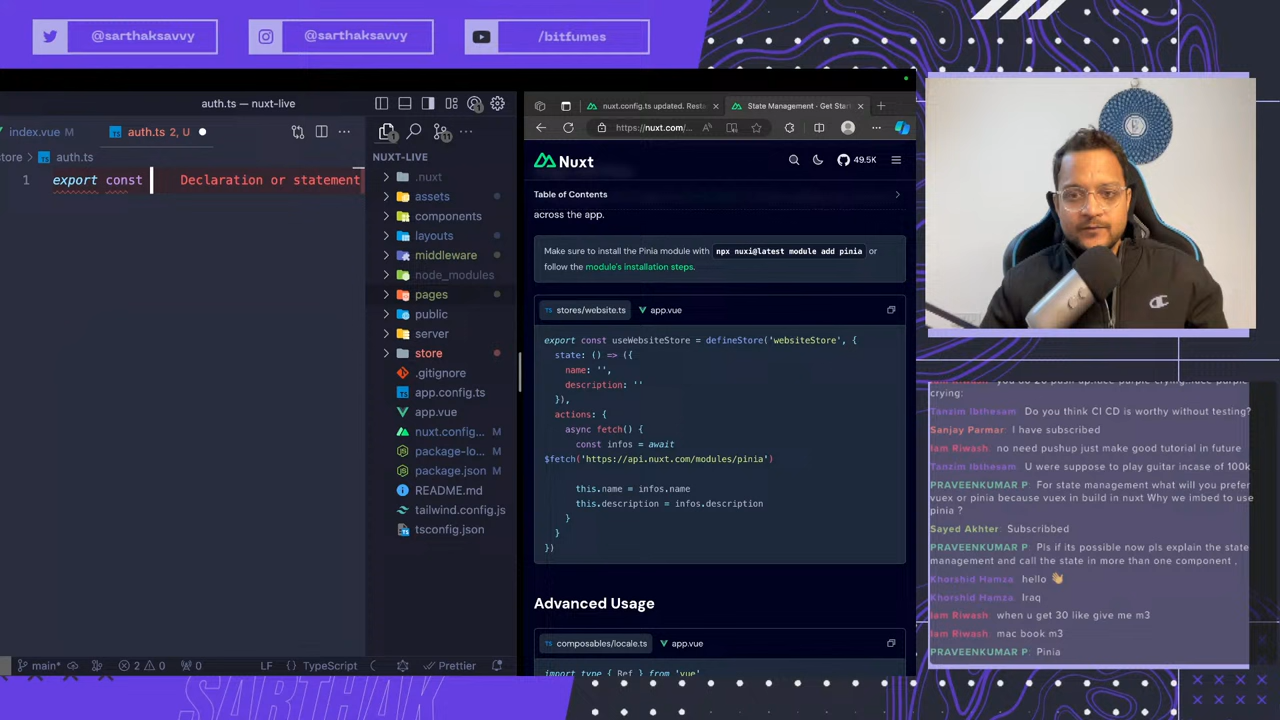 @sarthaksavvy
@sarthaksavvy
/bitfumes
auth.ts — nuxt-live
index.vue M
auth.ts 2, U
store > auth.ts
1 export const Declaration or statement
NUXT-LIVE
.nuxt
assets
components
layouts
middleware
node_modules
pages
public
server
store
.gitignore
app.config.ts
app.vue
nuxt.config...
package-lo...
package.json
README.md
tailwind.config.js
tsconfig.json
main*
2
0
0
LF
TypeScript
Prettier
nuxt.config.ts updated. Resta
State Management · Get Star
https://nuxt.com/...
Nuxt
49.5K
Table of Contents
across the app.
Make sure to install the Pinia module with npx nuxi@latest module add pinia or
follow the module's installation steps.
TS stores/website.ts
app.vue
export const useWebsiteStore = defineStore('websiteStore', {
state: () => ({
name: '',
description: ''
}),
actions: {
async fetch() {
const infos = await
$fetch('https://api.nuxt.com/modules/pinia')
this.name = infos.name
this.description = infos.description
}
}
})
Advanced Usage
TS composables/locale.ts
app.vue
import type { Ref } from 'vue'
crying:
Tanzim Ibthesam: Do you think CI CD is worthy without testing?
Sanjay Parmar: I have subscribed
Iam Riwash: no need pushup just make good tutorial in future
Tanzim Ibthesam: U were suppose to play guitar incase of 100k
PRAVEENKUMAR P: For state management what will you prefer
vuex or pinia because vuex in build in nuxt Why we imbed to use
pinia ?
Sayed Akhter: Subscribbed
PRAVEENKUMAR P: Pls if its possible now pls explain the state
management and call the state in more than one component .
Khorshid Hamza: hello 👋
Khorshid Hamza: Iraq
Iam Riwash: when u get 30 like give me m3
Iam Riwash: mac book m3
PRAVEENKUMAR P: Pinia
SARTHAK